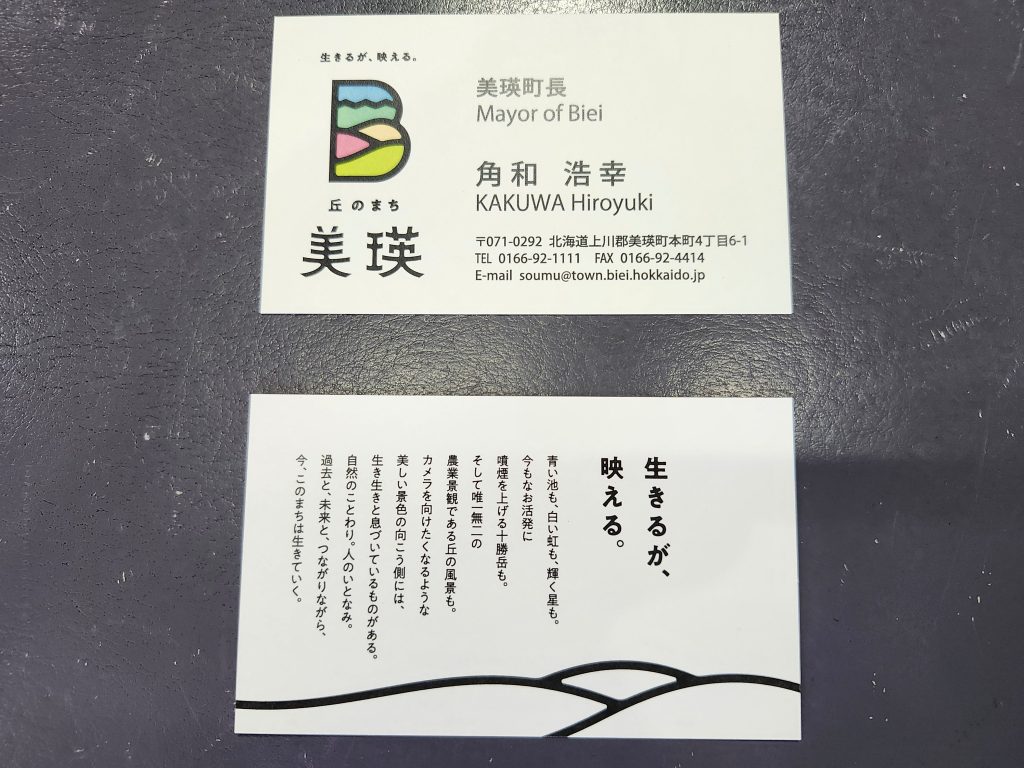 生きるが、映える。
丘のまち
美瑛
美瑛町長
Mayor of Biei
角和　浩幸
KAKUWA Hiroyuki
〒071-0292 北海道上川郡美瑛町本町4丁目6-1
TEL 0166-92-1111 FAX 0166-92-4414
E-mail soumu@town.biei.hokkaido.jp
生きるが、
映える。
青い池も、白い虹も、輝く星も。
今もなお活発に
噴煙を上げる十勝岳も。
そして唯一無二の
農業景観である丘の風景も。
カメラを向けたくなるような
美しい景色の向こう側には、
生き生きと息づいているものがある。
自然のことわり。人のいとなみ。
過去と、未来と、つながりながら、
今、このまちは生きていく。